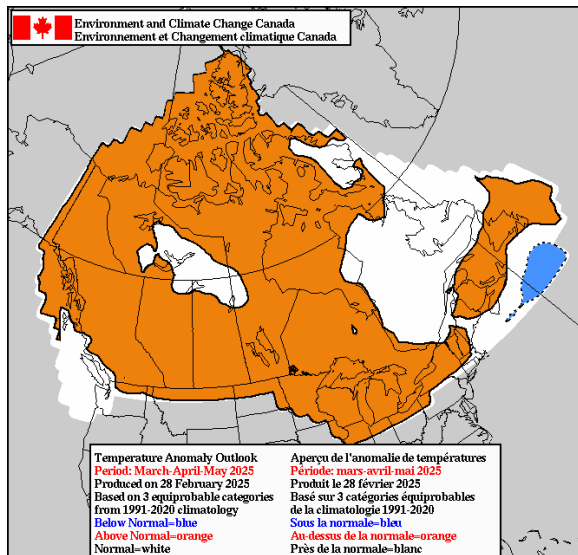 Environment and Climate Change Canada
Environnement et Changement climatique Canada
Temperature Anomaly Outlook
Period: March-April-May 2025
Produced on 28 February 2025
Based on 3 equiprobable categories
from 1991-2020 climatology
Below Normal=blue
Above Normal=orange
Normal=white
Aperçu de l'anomalie de températures
Période: mars-avril-mai 2025
Produit le 28 février 2025
Basé sur 3 catégories équiprobables
de la climatologie 1991-2020
Sous la normale=bleu
Au-dessus de la normale=orange
Près de la normale=blanc